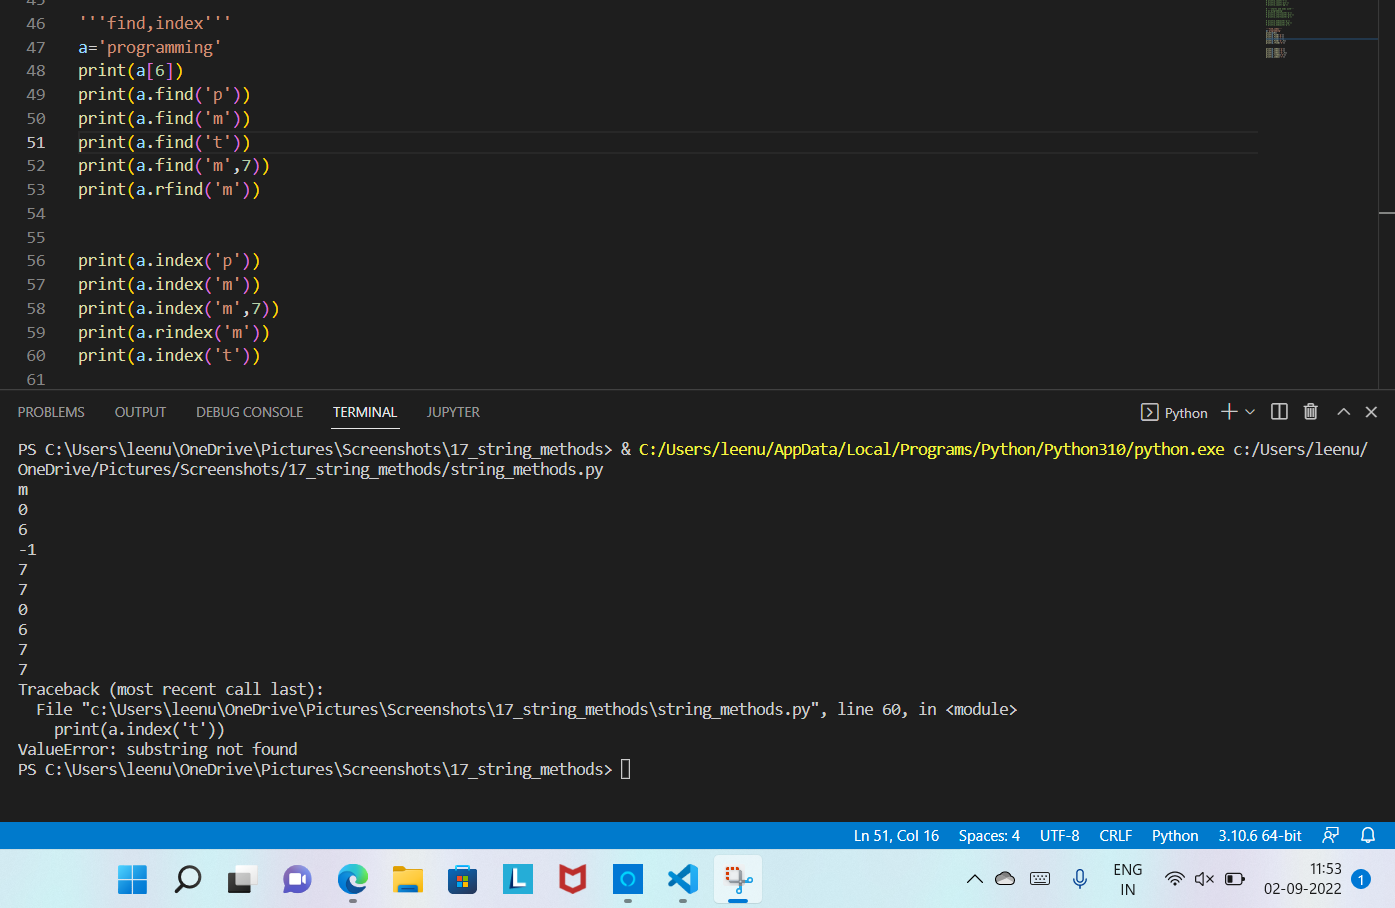 45
46 '''find,index'''
47 a='programming'
48 print(a[6])
49 print(a.find('p'))
50 print(a.find('m'))
51 print(a.find('t'))
52 print(a.find('m',7))
53 print(a.rfind('m'))
54
55
56 print(a.index('p'))
57 print(a.index('m'))
58 print(a.index('m',7))
59 print(a.rindex('m'))
60 print(a.index('t'))
61
PROBLEMS OUTPUT DEBUG CONSOLE TERMINAL JUPYTER Python
PS C:\Users\leenu\OneDrive\Pictures\Screenshots\17_string_methods> & C:/Users/leenu/AppData/Local/Programs/Python/Python310/python.exe c:/Users/leenu/
OneDrive/Pictures/Screenshots/17_string_methods/string_methods.py
m
0
6
-1
7
7
0
6
7
7
Traceback (most recent call last):
File "c:\Users\leenu\OneDrive\Pictures\Screenshots\17_string_methods\string_methods.py", line 60, in <module>
print(a.index('t'))
ValueError: substring not found
PS C:\Users\leenu\OneDrive\Pictures\Screenshots\17_string_methods>
Ln 51, Col 16 Spaces: 4 UTF-8 CRLF Python 3.10.6 64-bit
L
ENG
IN
11:53
02-09-2022
1